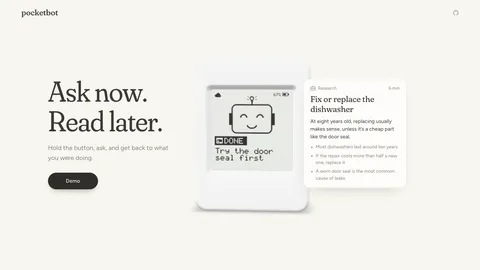 pocketbot
Ask now.
Read later.
Hold the button, ask, and get back to what
you were doing.
Demo
67%
DONE
Try the door
seal first
Research
6 min
Fix or replace the
dishwasher
At eight years old, replacing usually
makes sense, unless it's a cheap part
like the door seal.
Most dishwashers last around ten years
If the repair costs more than half a new
one, replace it
A worn door seal is the most common
cause of leaks